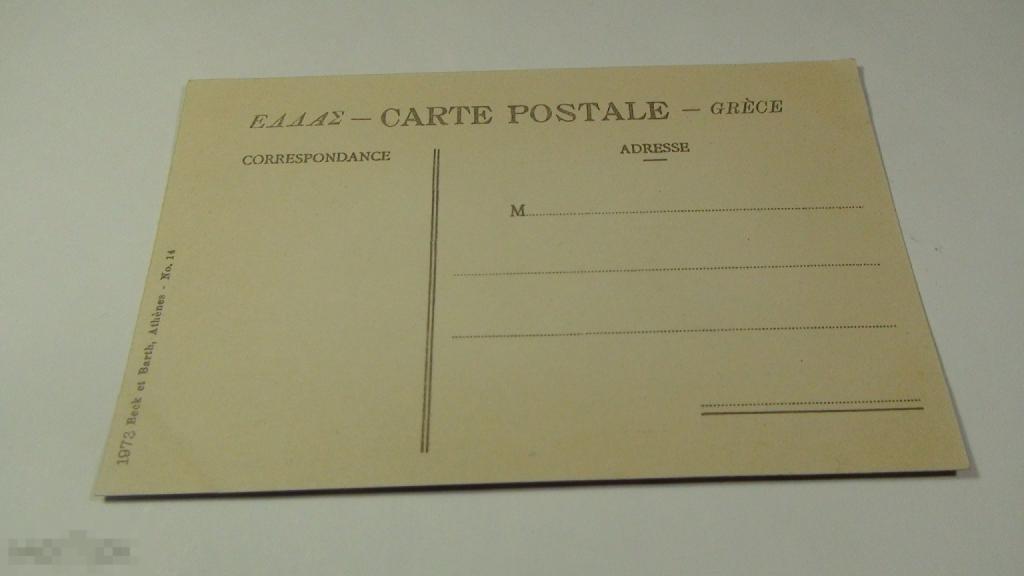 ΕΛΛΑΣ — CARTE POSTALE — GRÈCE
CORRESPONDANCE
ADRESSE
M
1973 Beck et Barth, Athènes - No. 14